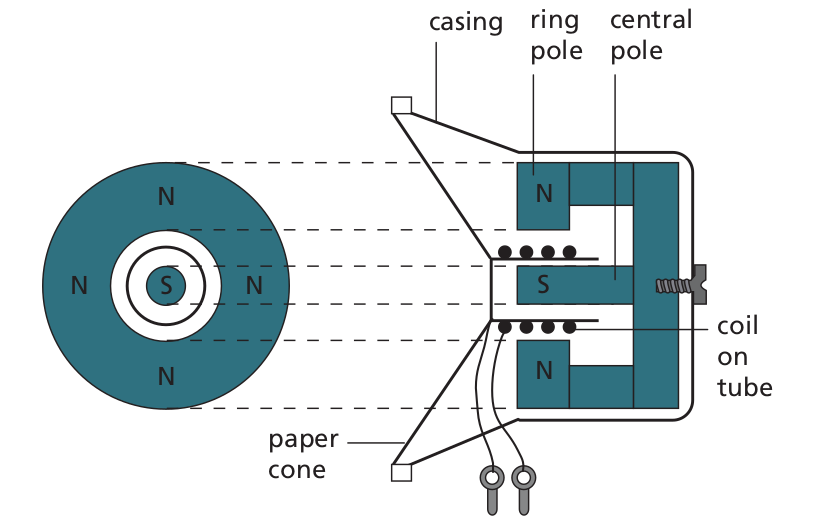 casing
ring
pole
central
pole
N
N
N
S
N
S
N
N
coil
on
tube
paper
cone